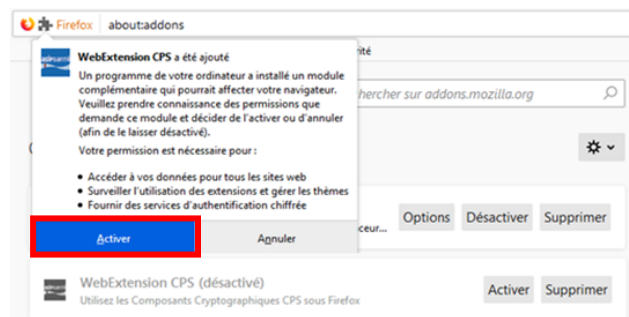 Firefox about:addons
rité
WebExtension CPS a été ajouté
Un programme de votre ordinateur a installé un module
complémentaire qui pourrait affecter votre navigateur.
Veuillez prendre connaissance des permissions que
demande ce module et décider de l'activer ou d'annuler
(afin de le laisser désactivé).
Votre permission est nécessaire pour :
• Accéder à vos données pour tous les sites web
• Surveiller l'utilisation des extensions et gérer les thèmes
• Fournir des services d'authentification chiffrée
Activer Annuler
hercher sur addons.mozilla.org
ceur... Options Désactiver Supprimer
WebExtension CPS (désactivé)
Utilisez les Composants Cryptographiques CPS sous Firefox
Activer Supprimer